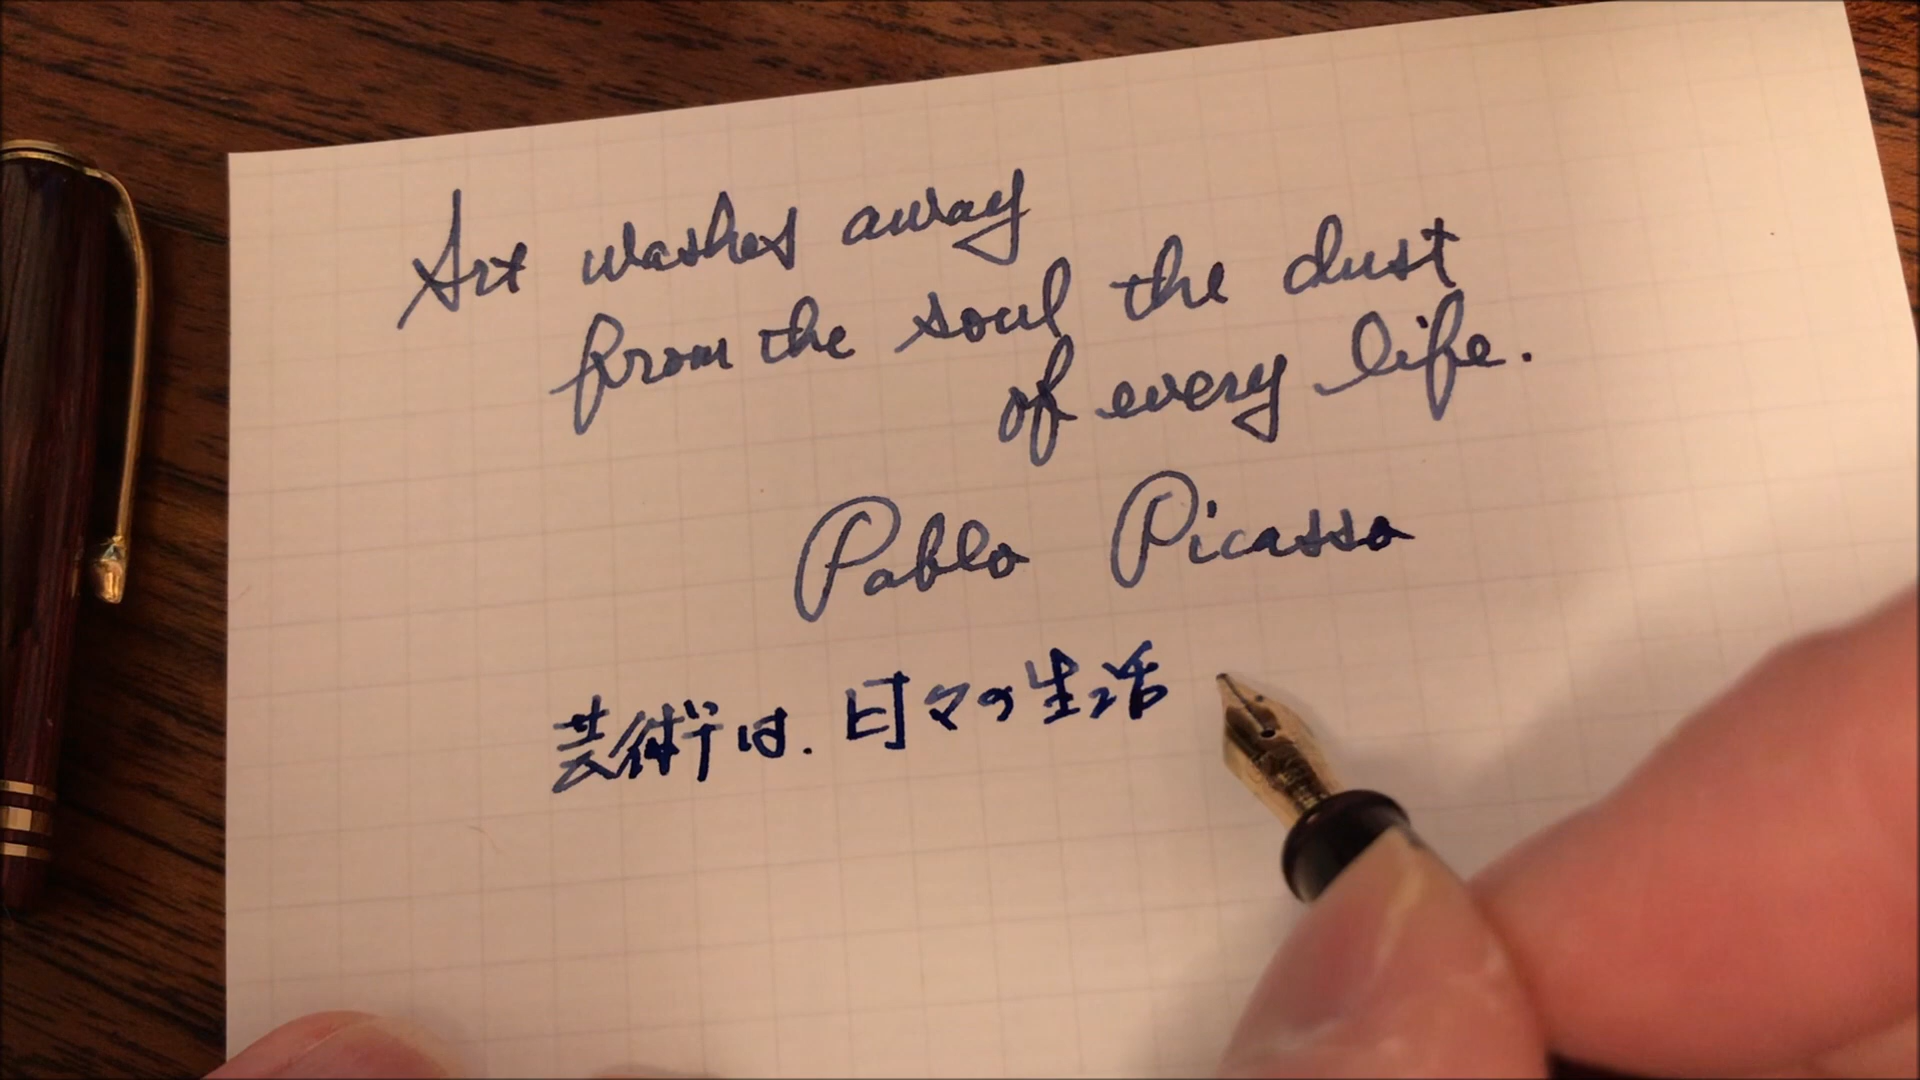 Art washes away
from the soul the dust
of every life.
Pablo Picasso
芸術は、日々の生活